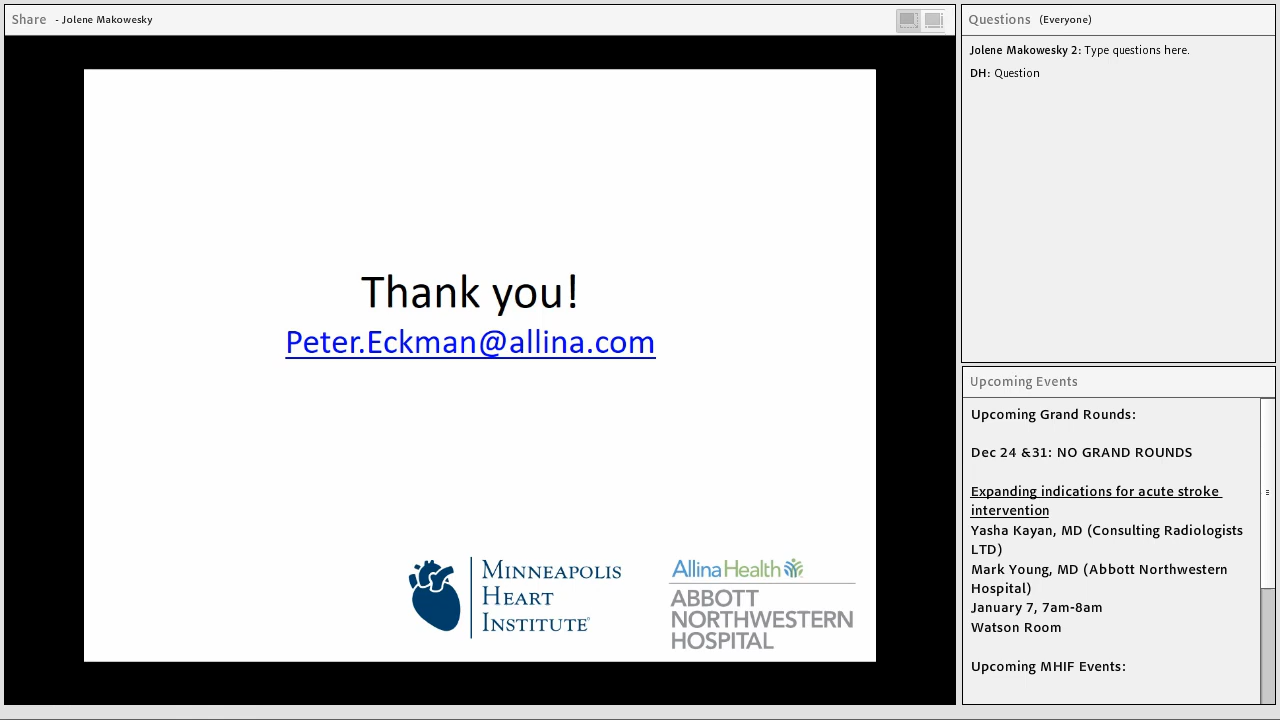 Share - Jolene Makowesky
Thank you!
Peter.Eckman@allina.com
MINNEAPOLIS
HEART
INSTITUTE®
AllinaHealth
ABBOTT
NORTHWESTERN
HOSPITAL
Questions (Everyone)
Jolene Makowesky 2: Type questions here.
DH: Question
Upcoming Events
Upcoming Grand Rounds:
Dec 24 &31: NO GRAND ROUNDS
Expanding indications for acute stroke
intervention
Yasha Kayan, MD (Consulting Radiologists
LTD)
Mark Young, MD (Abbott Northwestern
Hospital)
January 7, 7am-8am
Watson Room
Upcoming MHIF Events: